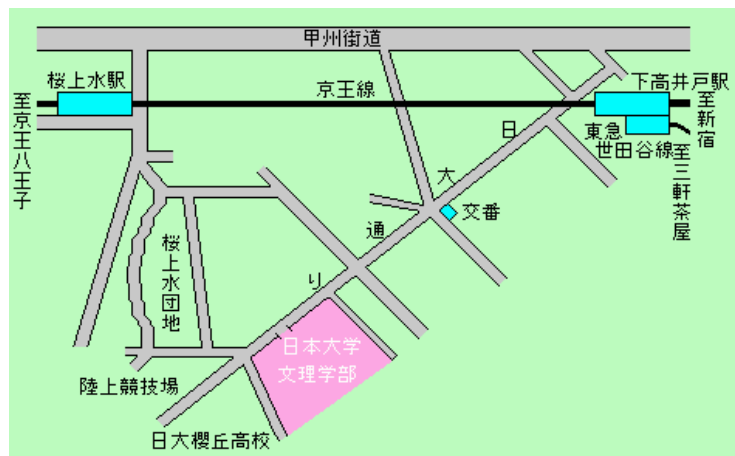 甲州街道
桜上水駅
京王線
下高井戸駅
至京王八王子
至新宿
東急
世田谷線
至三軒茶屋
日大通り
交番
桜上水団地
日本大学
文理学部
陸上競技場
日大櫻丘高校